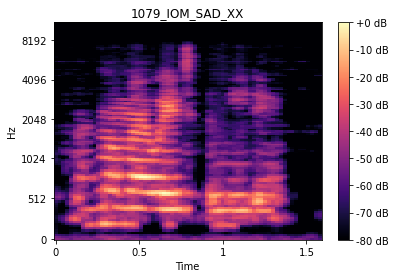 1079_IOM_SAD_XX
+0 dB
8192
-10 dB
4096
-20 dB
-30 dB
2048
Hz
-40 dB
1024
-50 dB
512
-60 dB
-70 dB
0
-80 dB
0
0.5
1
1.5
Time